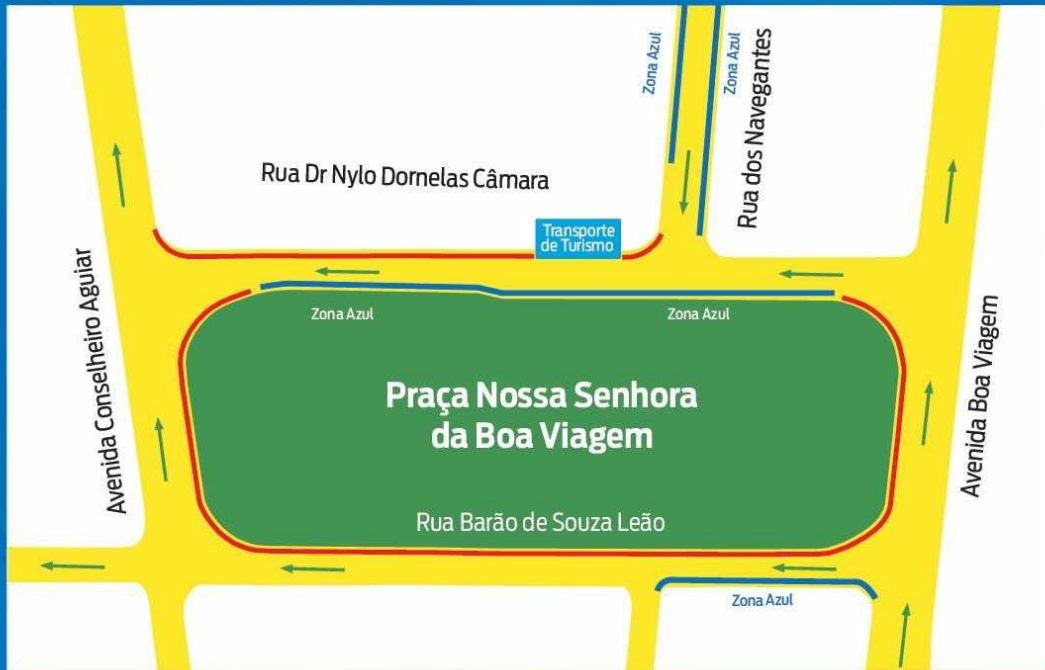 Zona Azul
Zona Azul
Rua dos Navegantes
Rua Dr Nylo Dornelas Câmara
Transporte
de Turismo
Avenida Conselheiro Aguiar
Zona Azul
Zona Azul
Praça Nossa Senhora
da Boa Viagem
Avenida Boa Viagem
Rua Barão de Souza Leão
Zona Azul